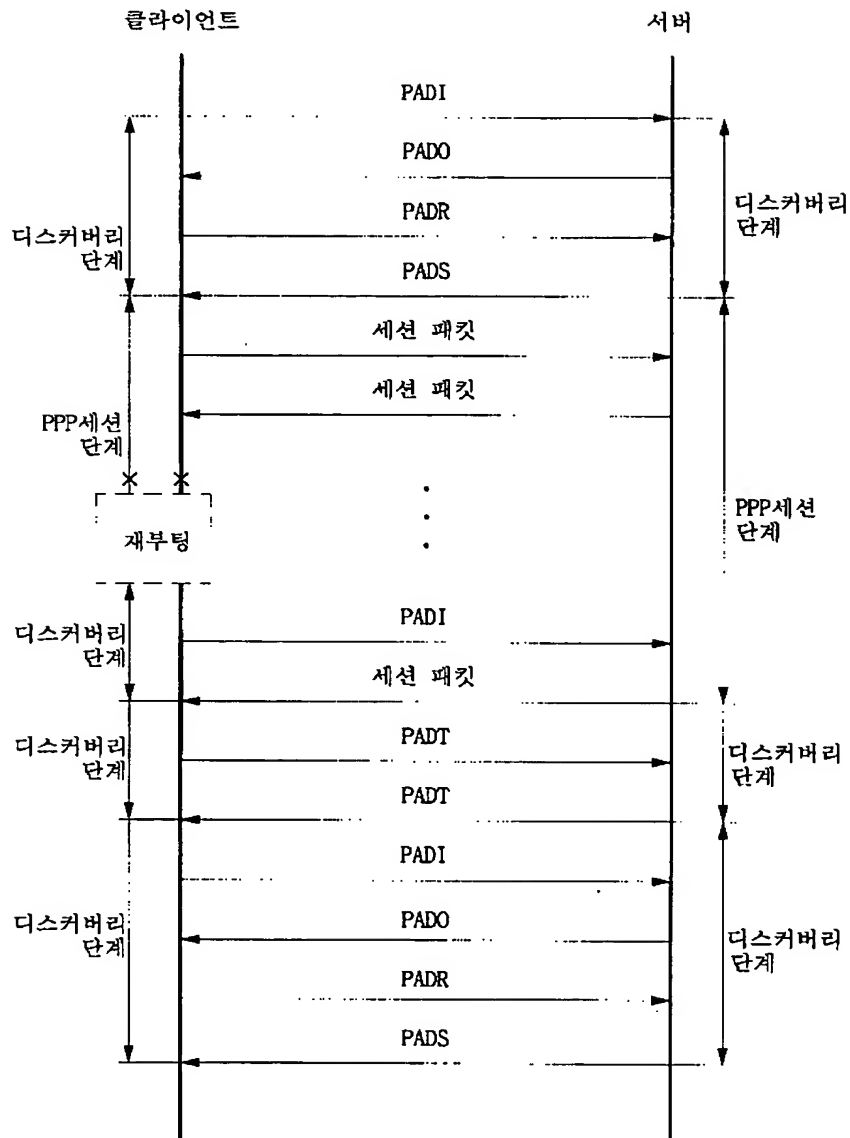 클라이언트
서버
PADI
PADO
PADR
디스커버리
단계
디스커버리
단계
PADS
세션 패킷
세션 패킷
PPP세션
단계
PPP세션
단계
재부팅
PADI
디스커버리
단계
세션 패킷
PADT
디스커버리
단계
디스커버리
단계
PADT
PADI
PADO
디스커버리
단계
디스커버리
단계
PADR
PADS